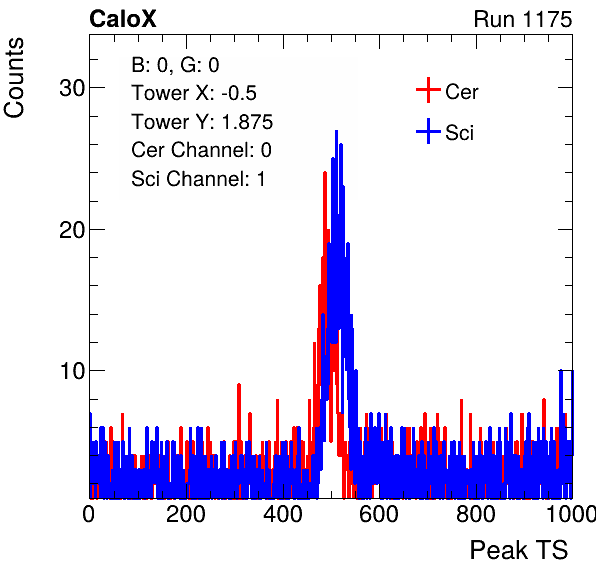 CaloX Run 1175
Counts
B: 0, G: 0
Tower X: -0.5
Tower Y: 1.875
Cer Channel: 0
Sci Channel: 1
Cer
Sci
30
20
10
0 200 400 600 800 1000
Peak TS